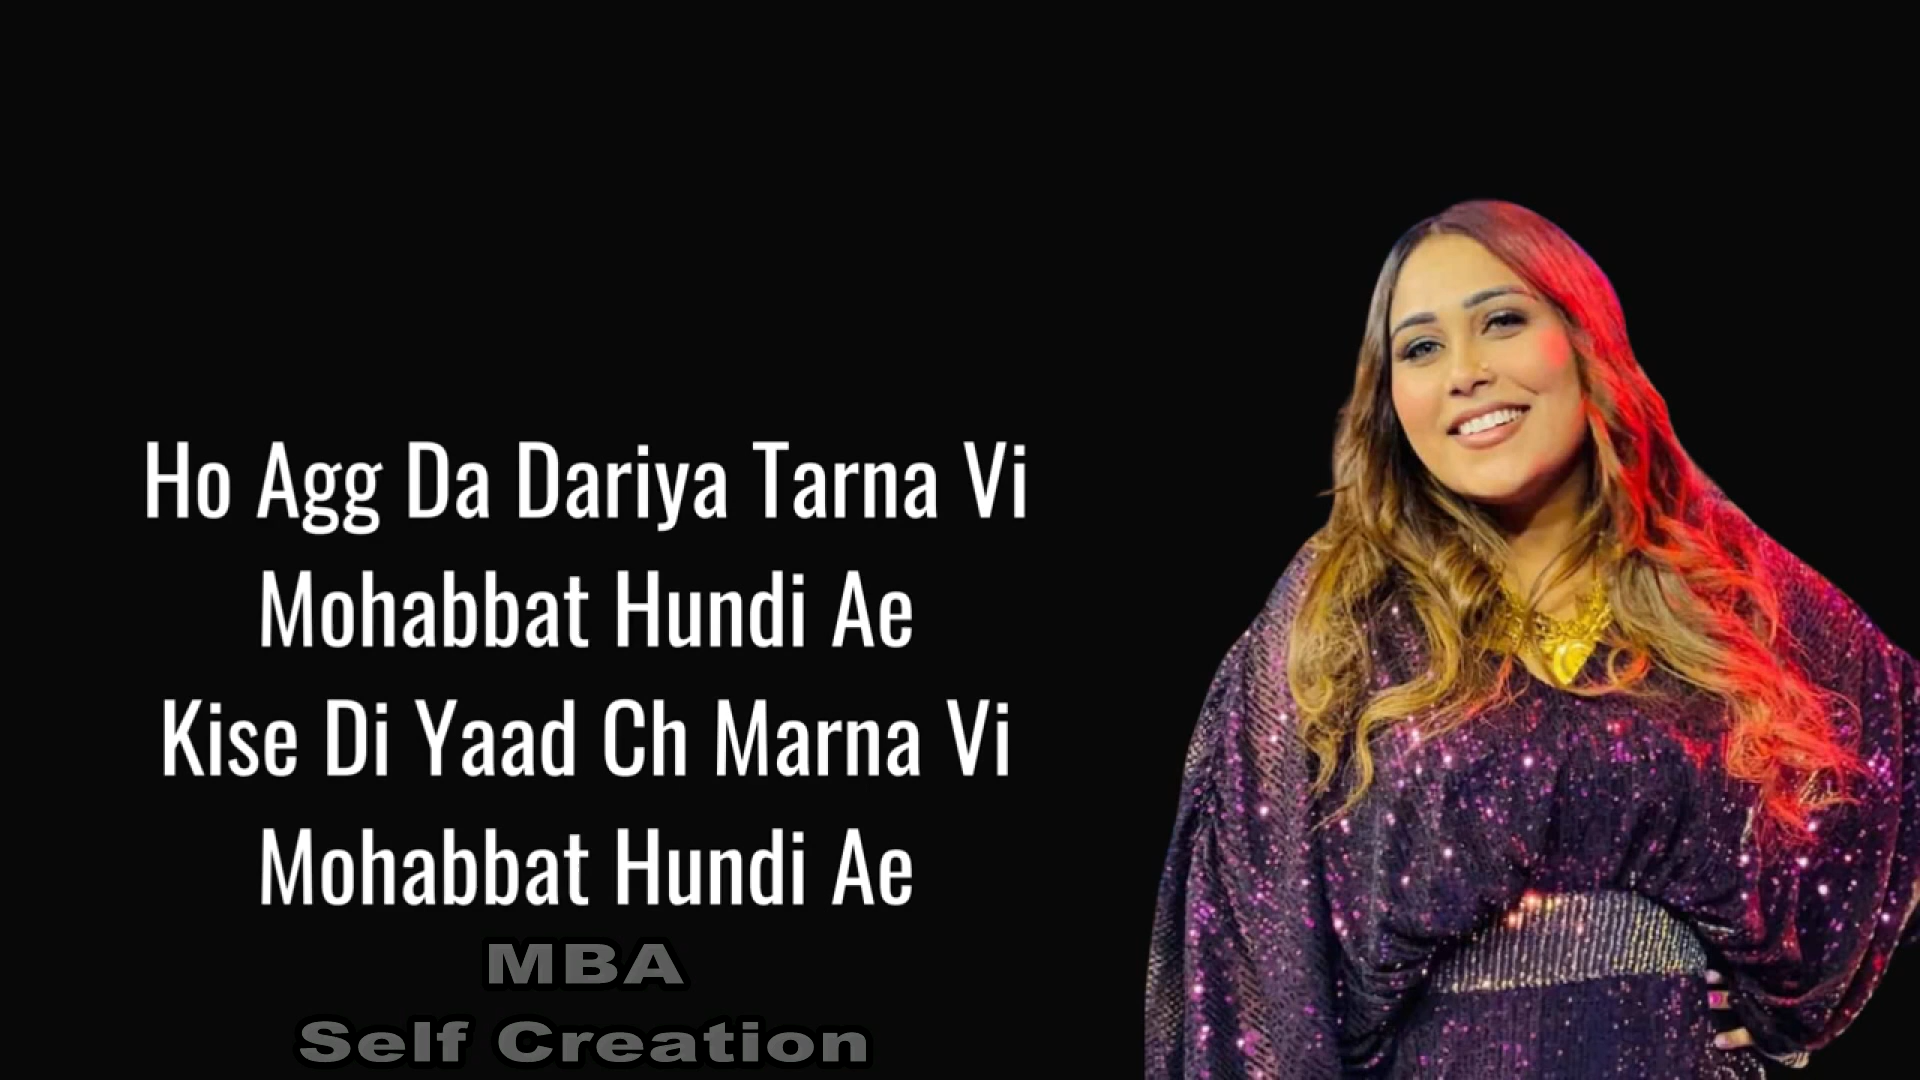 Ho Agg Da Dariya Tarna Vi
Mohabbat Hundi Ae
Kise Di Yaad Ch Marna Vi
Mohabbat Hundi Ae
MBA
Self Creation